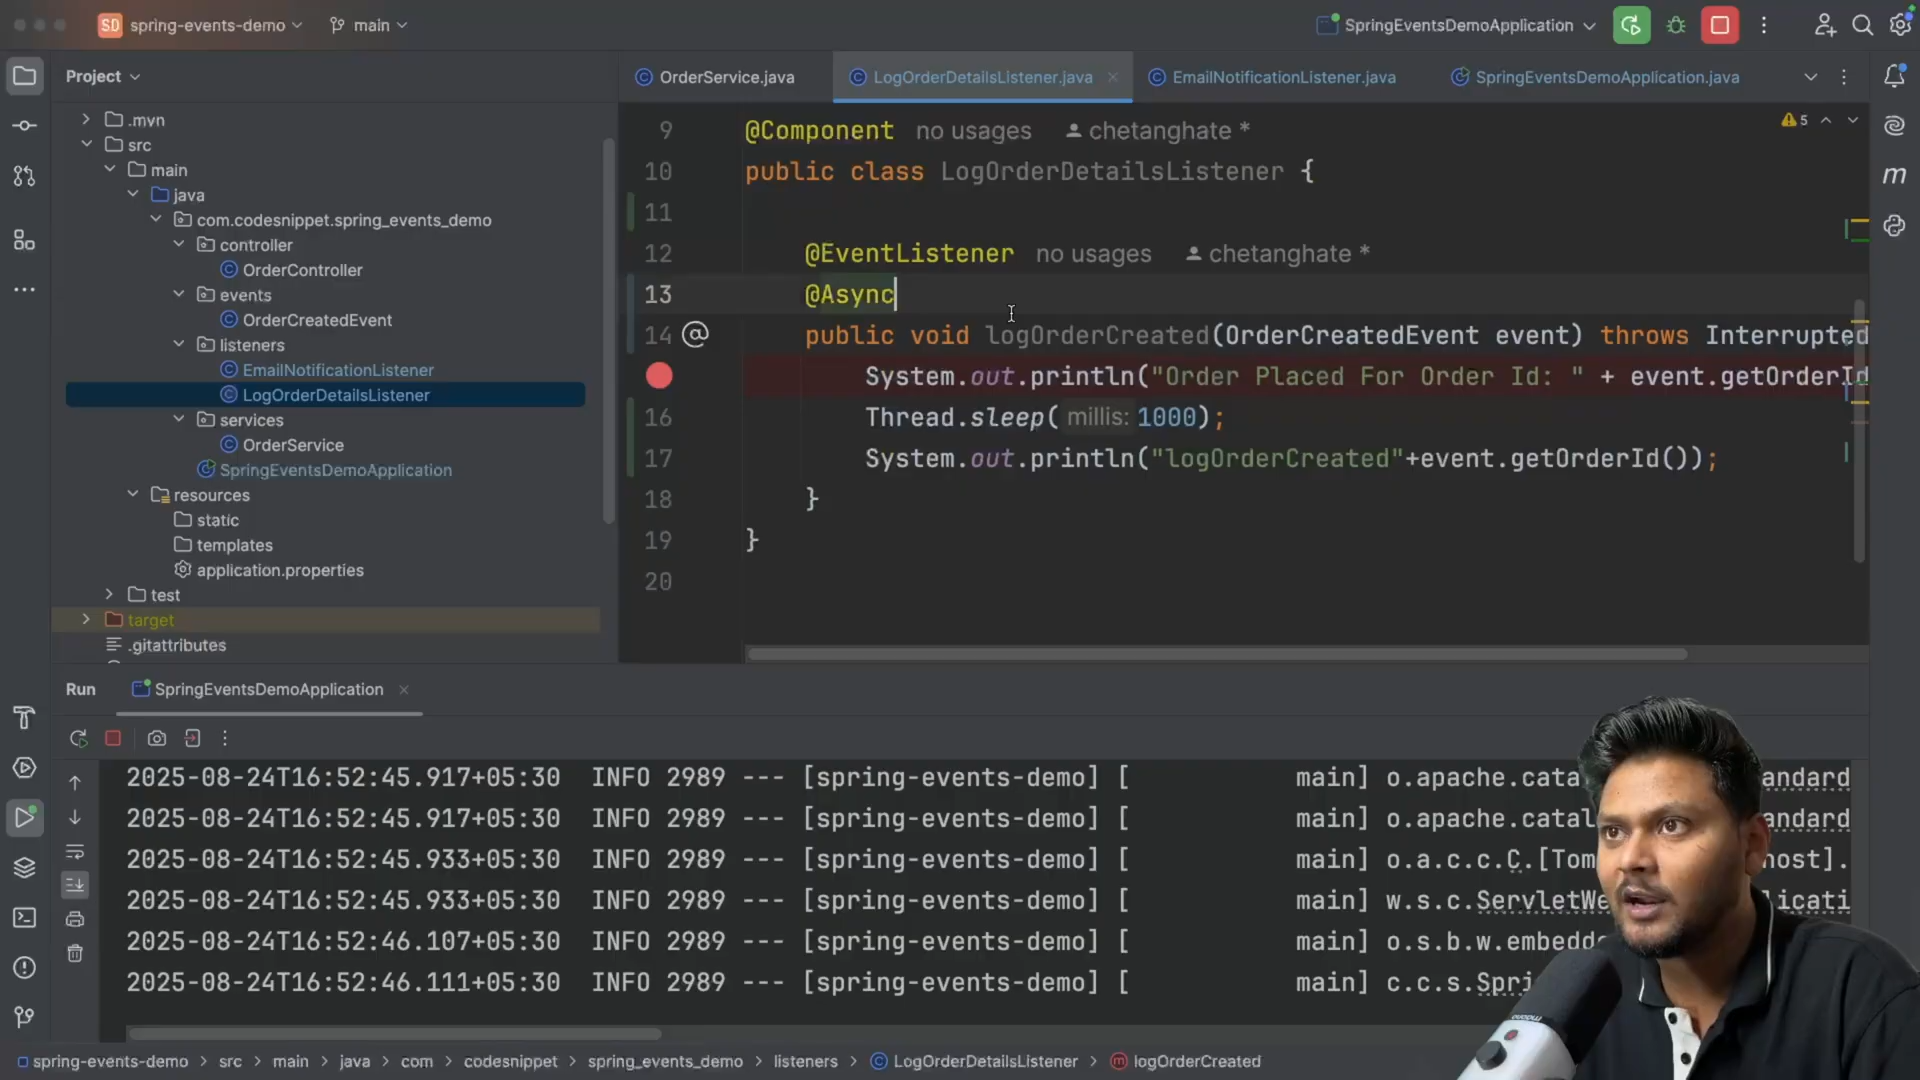 SD spring-events-demo main SpringEventsDemoApplication
Project
OrderService.java LogOrderDetailsListener.java EmailNotificationListener.java SpringEventsDemoApplication.java
.mvn
src
main
java
com.codesnippet.spring_events_demo
controller
OrderController
events
OrderCreatedEvent
listeners
EmailNotificationListener
LogOrderDetailsListener
services
OrderService
SpringEventsDemoApplication
resources
static
templates
application.properties
test
target
.gitattributes
5
9 @Component no usages chetanghate *
10 public class LogOrderDetailsListener {
11
12 @EventListener no usages chetanghate *
13 @Async
14 @ public void logOrderCreated(OrderCreatedEvent event) throws Interrupted
System.out.println("Order Placed For Order Id: " + event.getOrderId
16 Thread.sleep( millis: 1000);
17 System.out.println("logOrderCreated"+event.getOrderId());
18 }
19 }
20
m
Run SpringEventsDemoApplication
2025-08-24T16:52:45.917+05:30 INFO 2989 --- [spring-events-demo] [ main] o.apache.cata andard
2025-08-24T16:52:45.917+05:30 INFO 2989 --- [spring-events-demo] [ main] o.apache.cata andard
2025-08-24T16:52:45.933+05:30 INFO 2989 --- [spring-events-demo] [ main] o.a.c.c.C.[Tom host].
2025-08-24T16:52:45.933+05:30 INFO 2989 --- [spring-events-demo] [ main] w.s.c.ServletWe licati
2025-08-24T16:52:46.107+05:30 INFO 2989 --- [spring-events-demo] [ main] o.s.b.w.embedde
2025-08-24T16:52:46.111+05:30 INFO 2989 --- [spring-events-demo] [ main] c.c.s.Spri
spring-events-demo > src > main > java > com > codesnippet > spring_events_demo > listeners > LogOrderDetailsListener > logOrderCreated